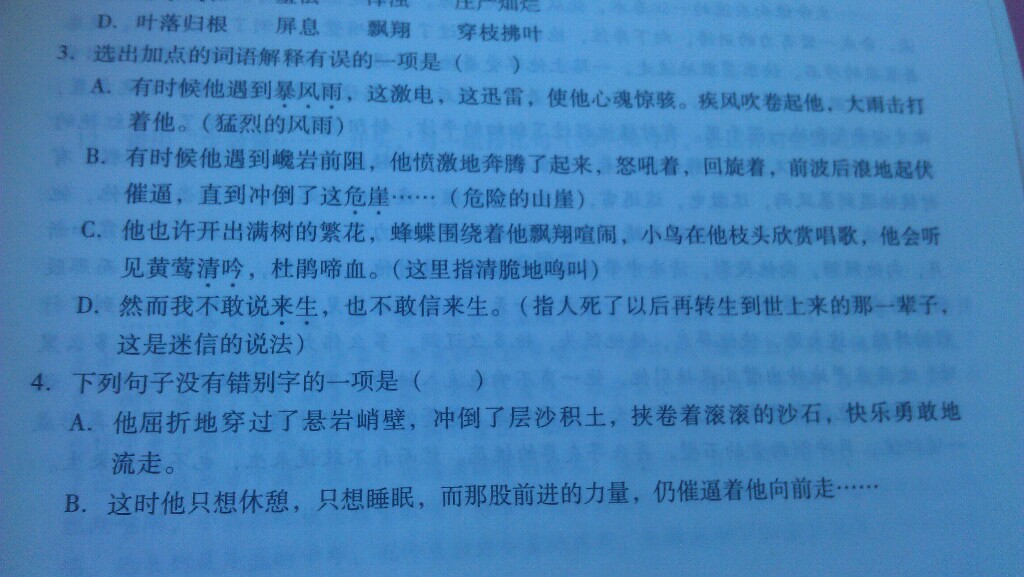 D. 叶落归根 屏息 飘翔 穿枝拂叶
3. 选出加点的词语解释有误的一项是（ ）
A. 有时候他遇到暴风雨，这激电，这迅雷，使他心魂惊骇。疾风吹卷起他，大雨击打
着他。（猛烈的风雨）
B. 有时候他遇到巉岩前阻，他愤激地奔腾了起来，怒吼着，回旋着，前波后浪地起伏
催逼，直到冲倒了这危崖……（危险的山崖）
C. 他也许开出满树的繁花，蜂蝶围绕着他飘翔喧闹，小鸟在他枝头欣赏唱歌，他会听
见黄莺清吟，杜鹃啼血。（这里指清脆地鸣叫）
D. 然而我不敢说来生，也不敢信来生。（指人死了以后再转生到世上来的那一辈子，
这是迷信的说法）
4. 下列句子没有错别字的一项是（ ）
A. 他屈折地穿过了悬岩峭壁，冲倒了层沙积土，挟卷着滚滚的沙石，快乐勇敢地
流走。
B. 这时他只想休憩，只想睡眠，而那股前进的力量，仍催逼着他向前走……